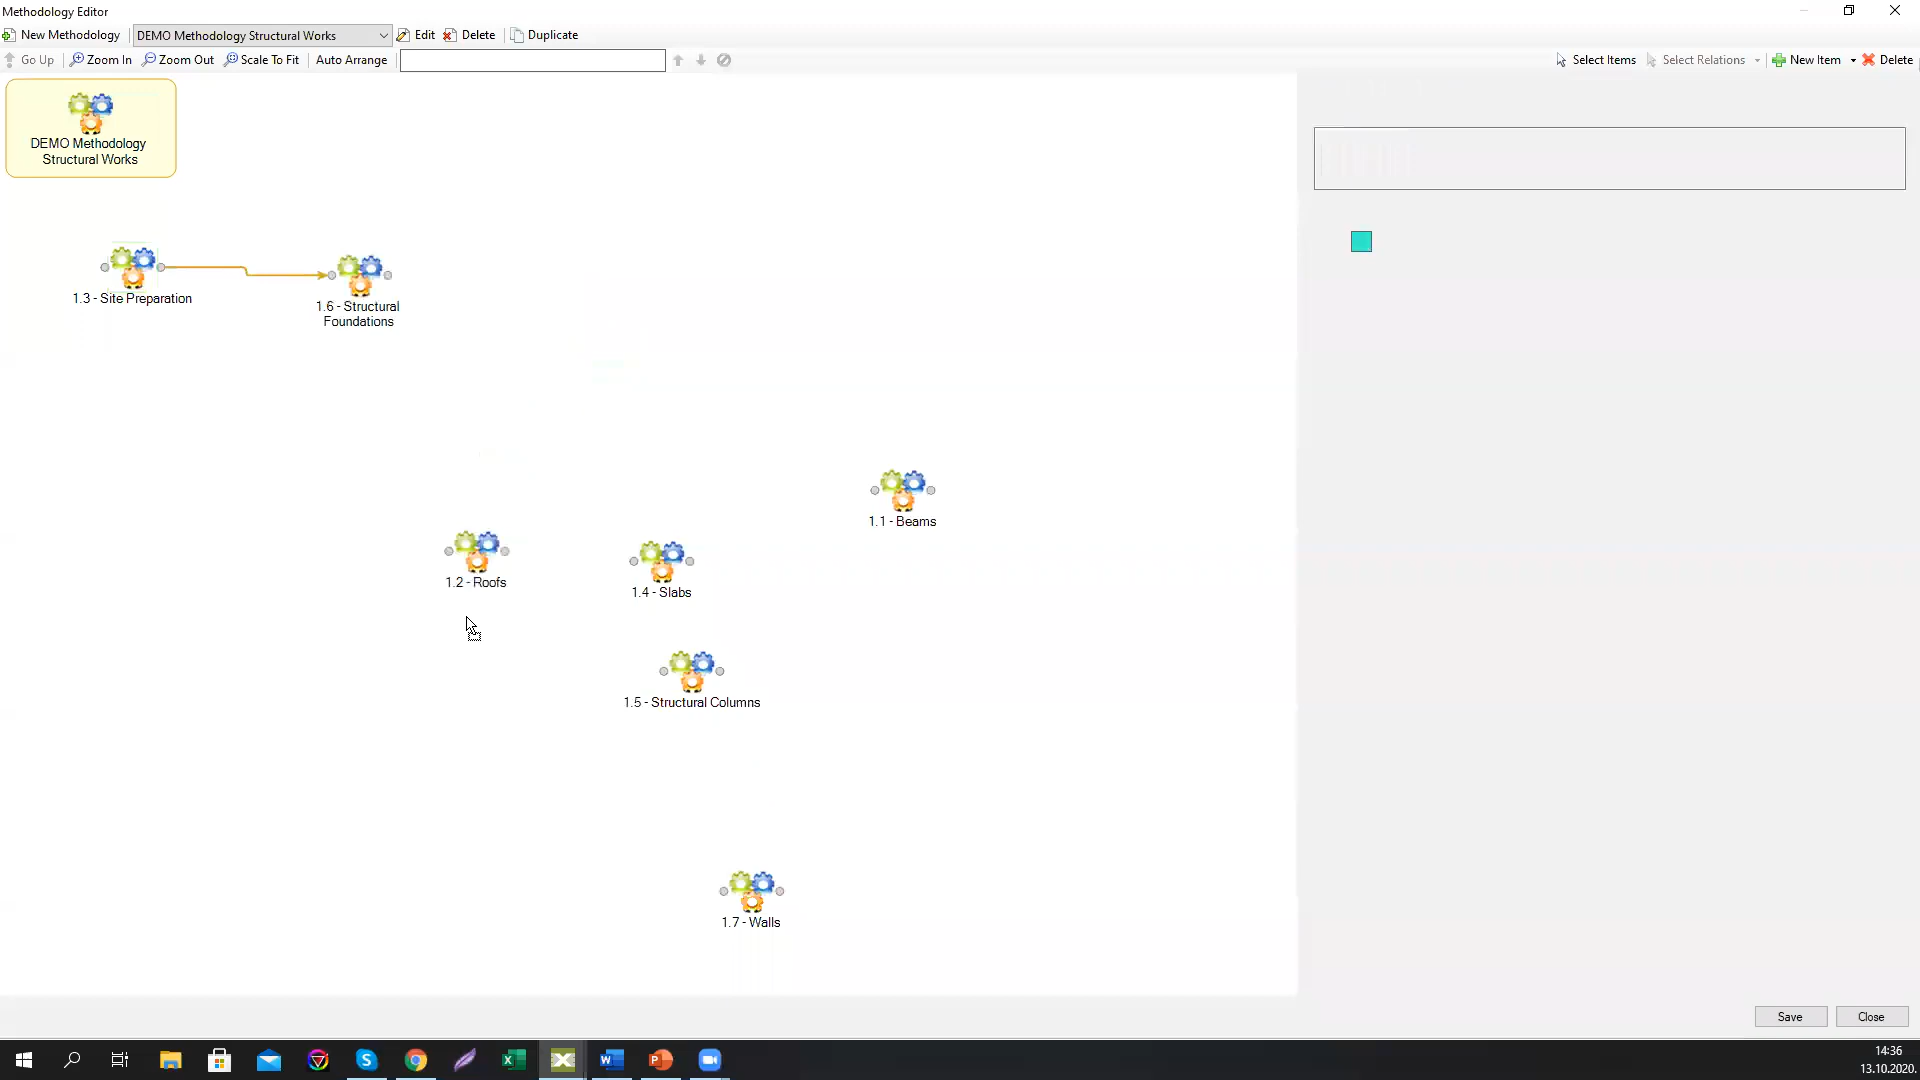 Methodology Editor
New Methodology DEMO Methodology Structural Works Edit Delete Duplicate
Go Up Zoom In Zoom Out Scale To Fit Auto Arrange Select Items Select Relations New Item Delete
DEMO Methodology
Structural Works
1.3 - Site Preparation
1.6 - Structural
Foundations
1.1 - Beams
1.2 - Roofs
1.4 - Slabs
1.5 - Structural Columns
1.7 - Walls
Save Close
14:36
13.10.2020.